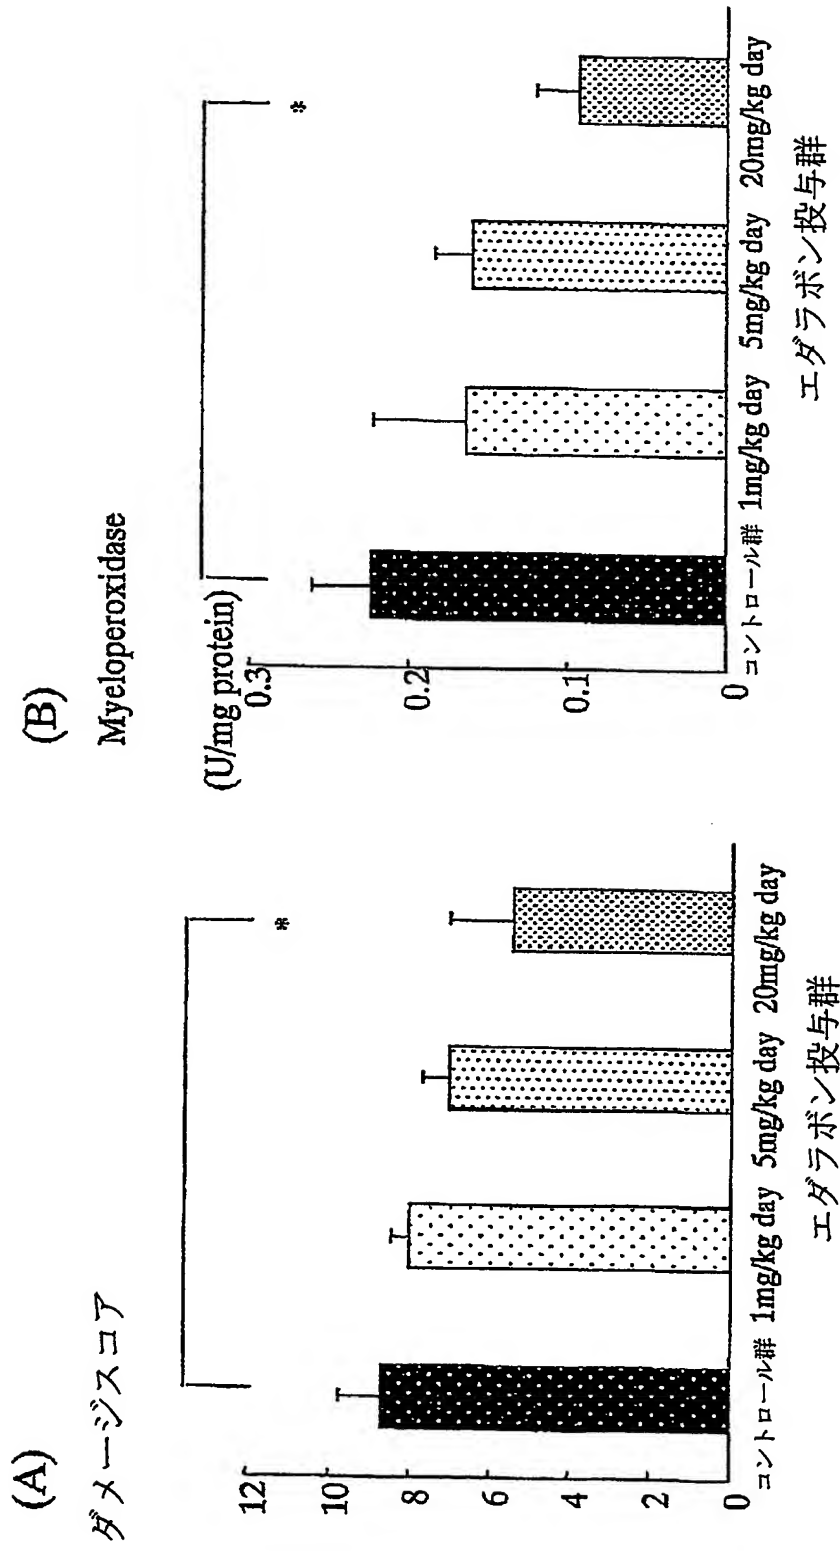 (A)
ダメージスコア
12
10
8
6
4
2
0
*
コントロール群 1mg/kg day 5mg/kg day 20mg/kg day
エダラボン投与群
(B)
Myeloperoxidase
(U/mg protein)
0.3
0.2
0.1
0
*
コントロール群 1mg/kg day 5mg/kg day 20mg/kg day
エダラボン投与群